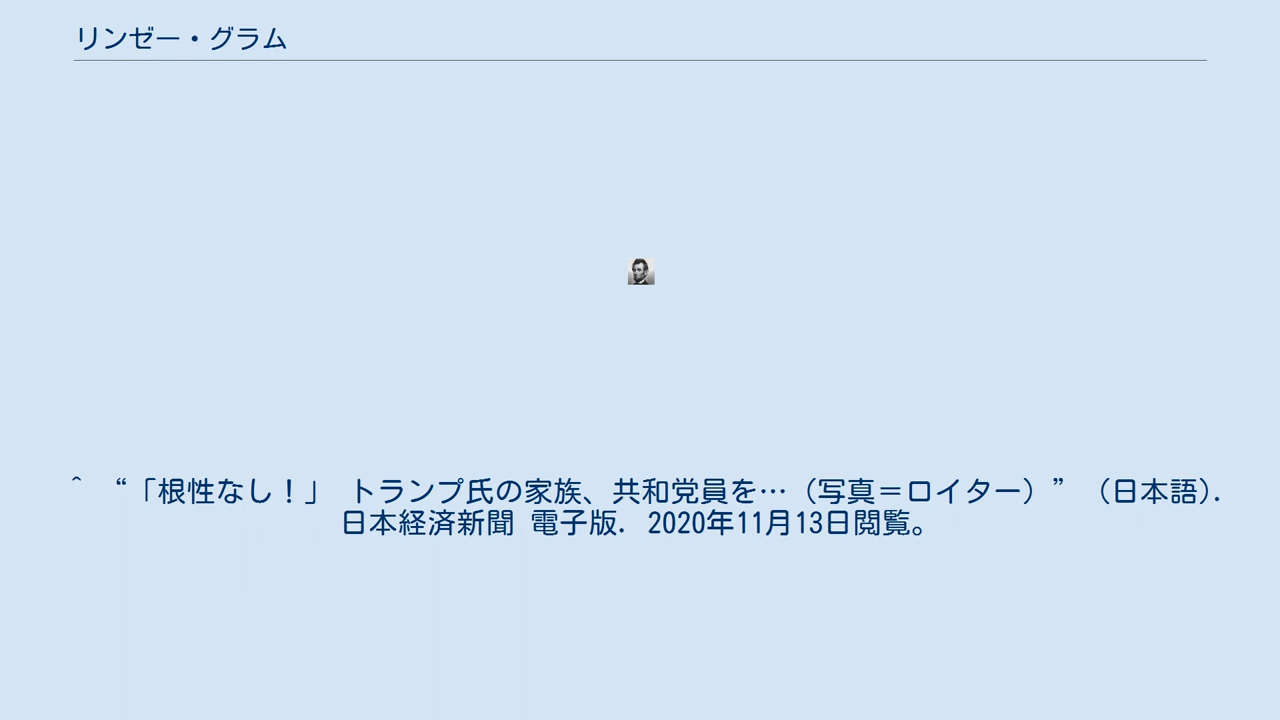 リンゼー・グラム
^ “「根性なし！」 トランプ氏の家族、共和党員を…（写真＝ロイター）” （日本語).
日本経済新聞 電子版. 2020年11月13日閲覧。